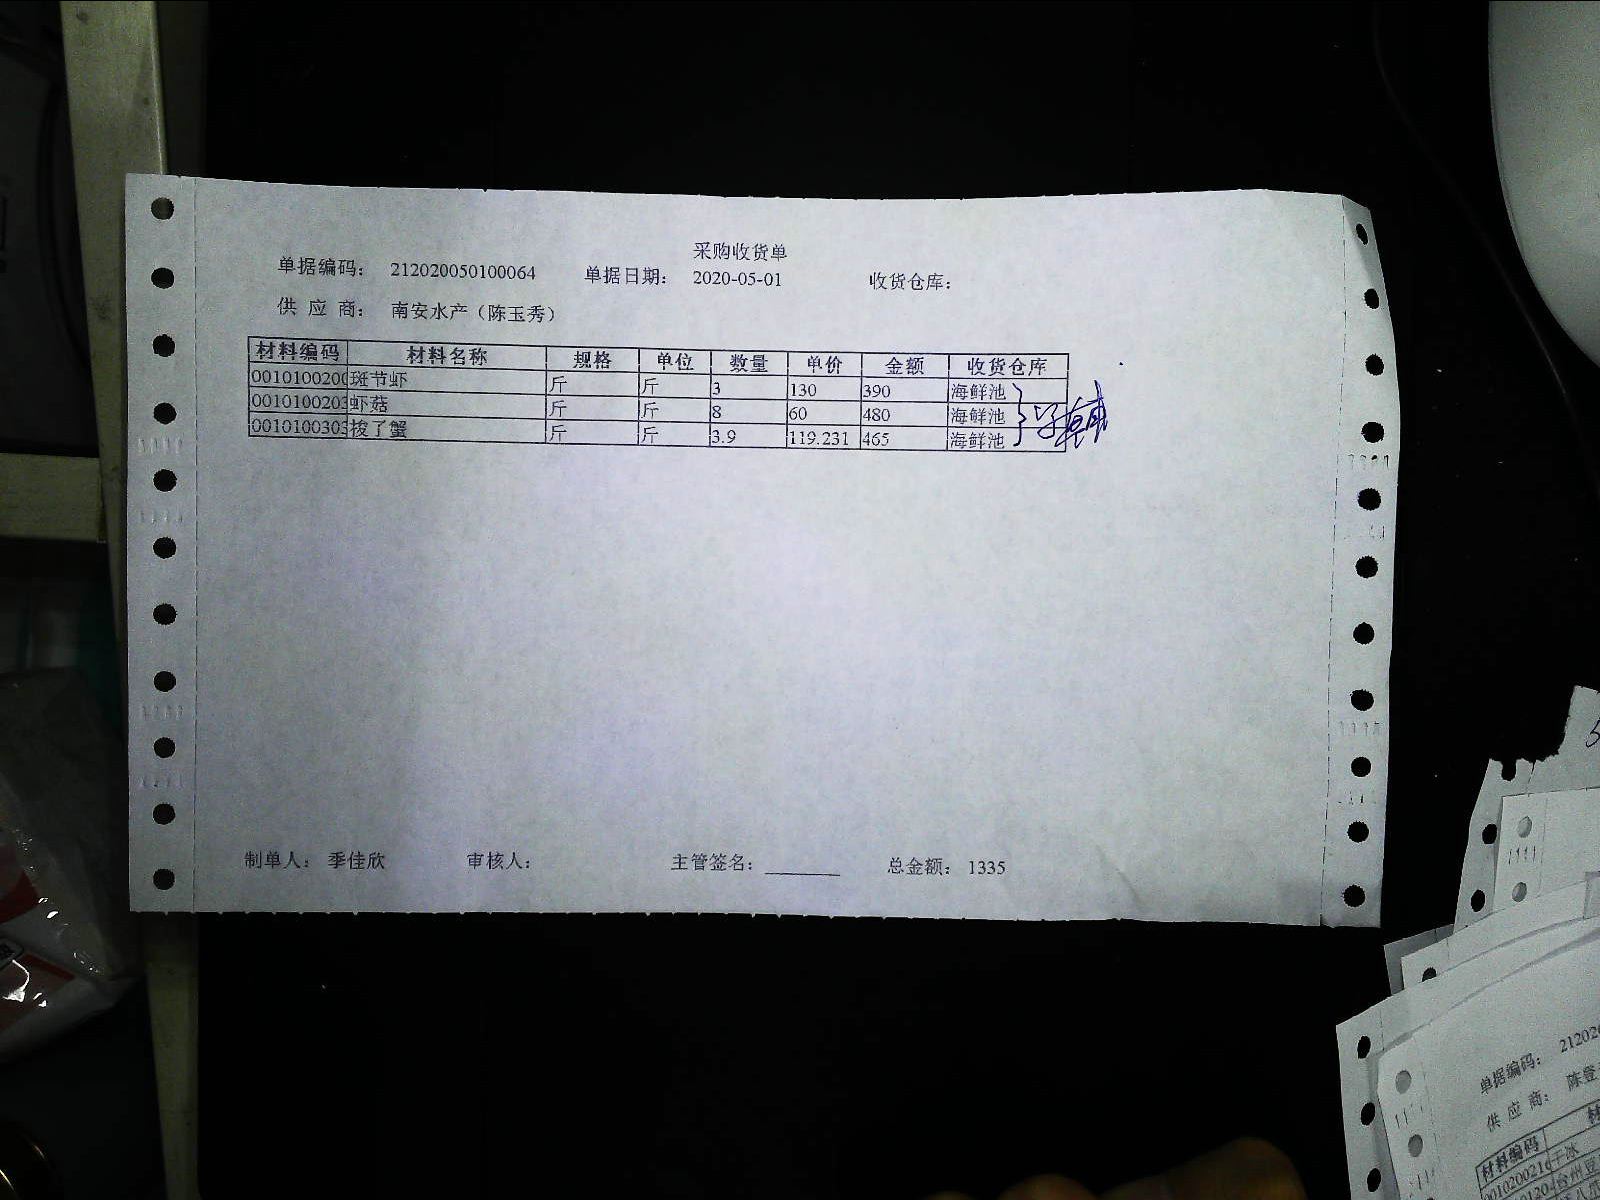 采购收货单
单据编码: 212020050100064 单据日期: 2020-05-01 收货仓库:
供 应 商: 南安水产（陈玉秀）
材料编码 材料名称 规格 单位 数量 单价 金额 收货仓库
0010100200 斑节虾 斤 斤 3 130 390 海鲜池
0010100203 虾菇 斤 斤 8 60 480 海鲜池
0010100303 梭了蟹 斤 斤 3.9 119.231 465 海鲜池
制单人: 季佳欣 审核人: 主管签名: 总金额: 1335
单据编码: 21202
供 应 商: 陈登
材料编码